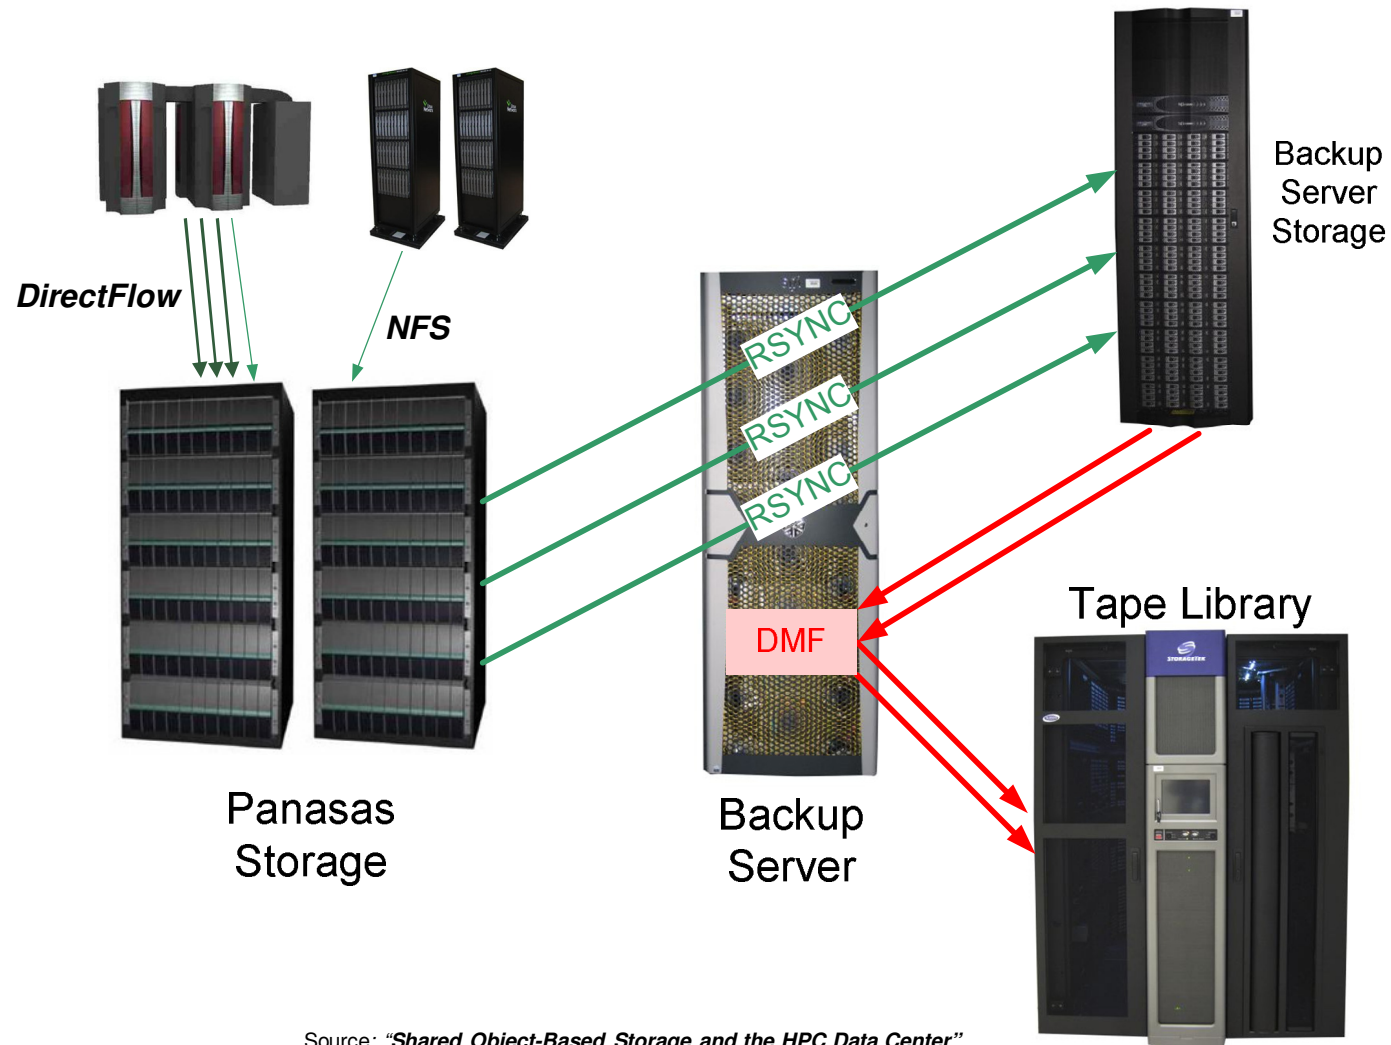 DirectFlow
NFS
RSYNC
RSYNC
RSYNC
DMF
Backup
Server
Storage
Tape Library
STORAGETEK
Panasas
Storage
Backup
Server
Source: “Shared Object-Based Storage and the HPC Data Center”